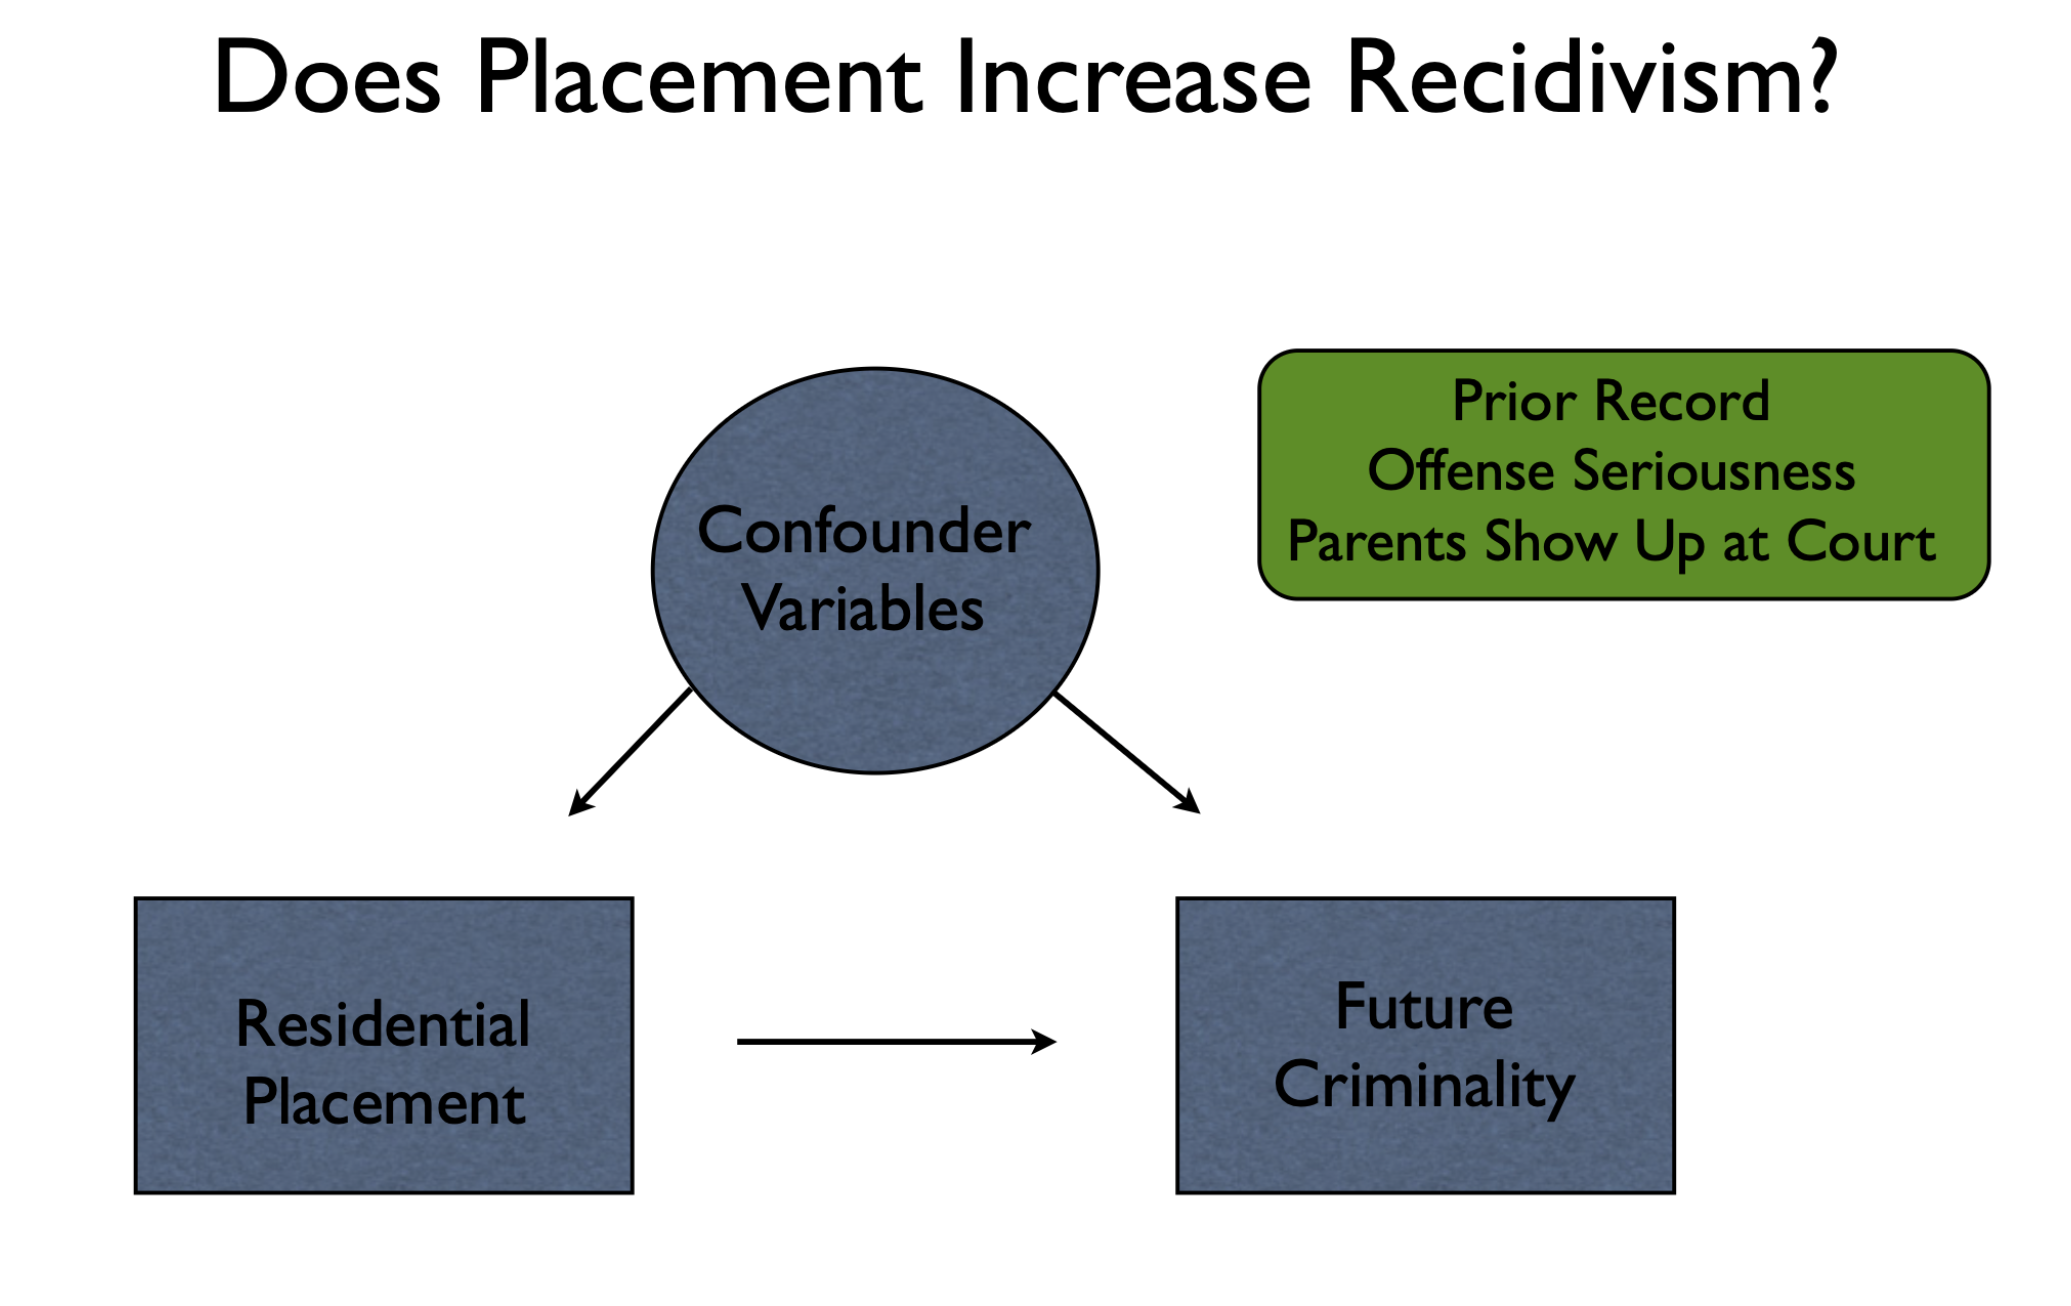 Does Placement Increase Recidivism?
Prior Record
Offense Seriousness
Parents Show Up at Court
Confounder
Variables
Residential
Placement
Future
Criminality